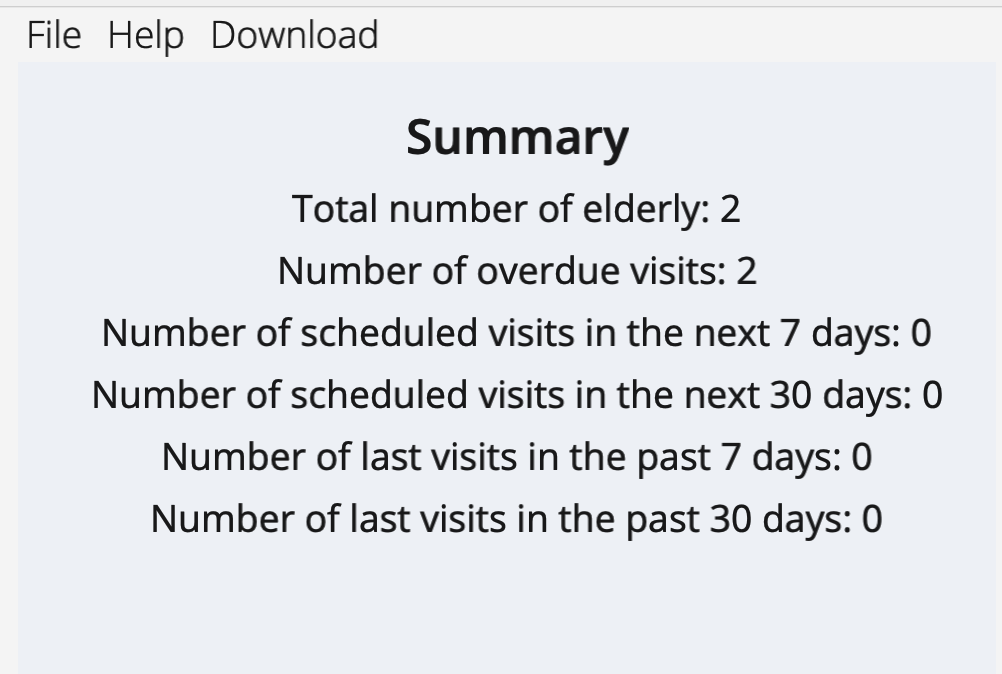 File Help Download
Summary
Total number of elderly: 2
Number of overdue visits: 2
Number of scheduled visits in the next 7 days: 0
Number of scheduled visits in the next 30 days: 0
Number of last visits in the past 7 days: 0
Number of last visits in the past 30 days: 0